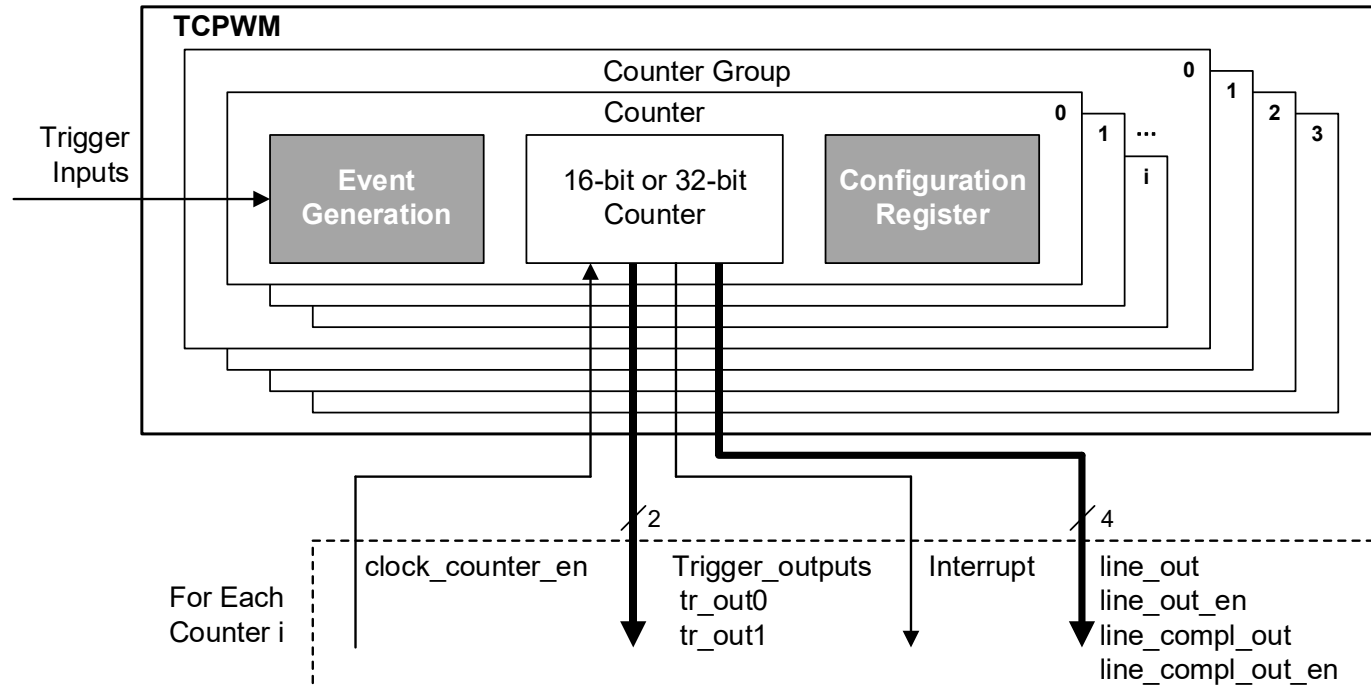 TCPWM
Counter Group
0
1
2
3
Counter
0
1
...
i
Trigger
Inputs
Event
Generation
16-bit or 32-bit
Counter
Configuration
Register
2
4
For Each
Counter i
clock_counter_en
Trigger_outputs
tr_out0
tr_out1
Interrupt
line_out
line_out_en
line_compl_out
line_compl_out_en